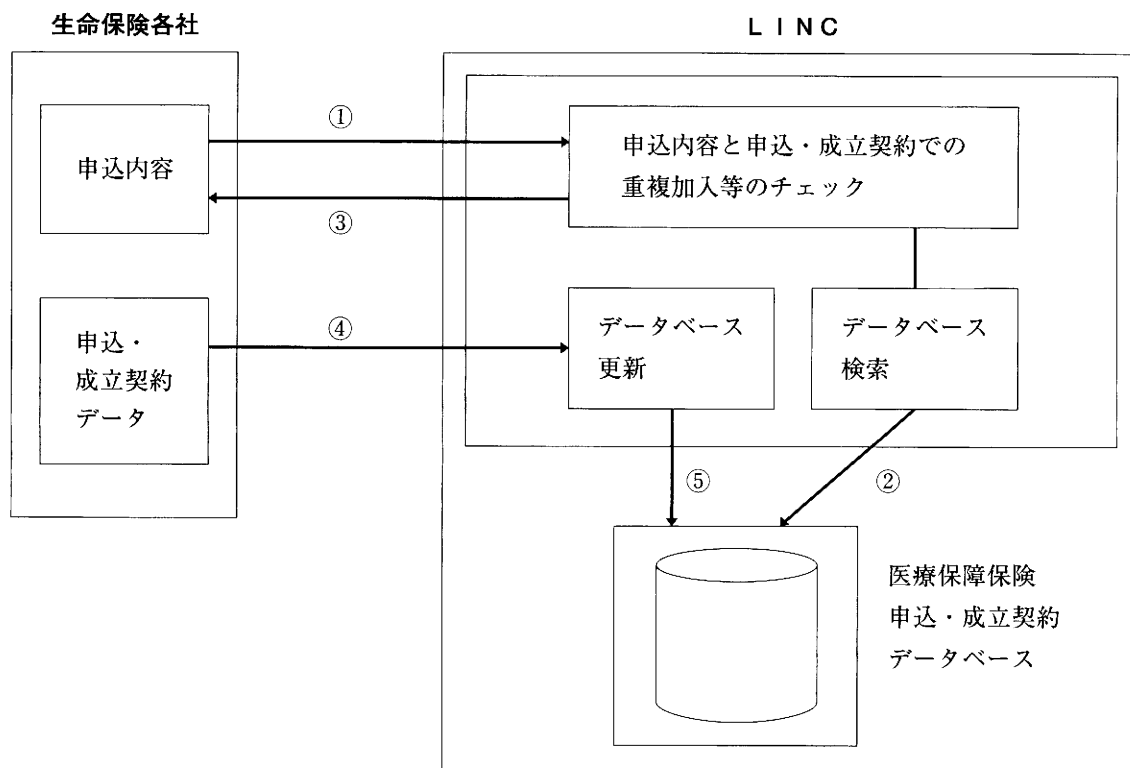 生命保険各社
LINC
①
申込内容
申込内容と申込・成立契約での
重複加入等のチェック
③
申込・
成立契約
データ
④
データベース
更新
データベース
検索
⑤
②
医療保障保険
申込・成立契約
データベース